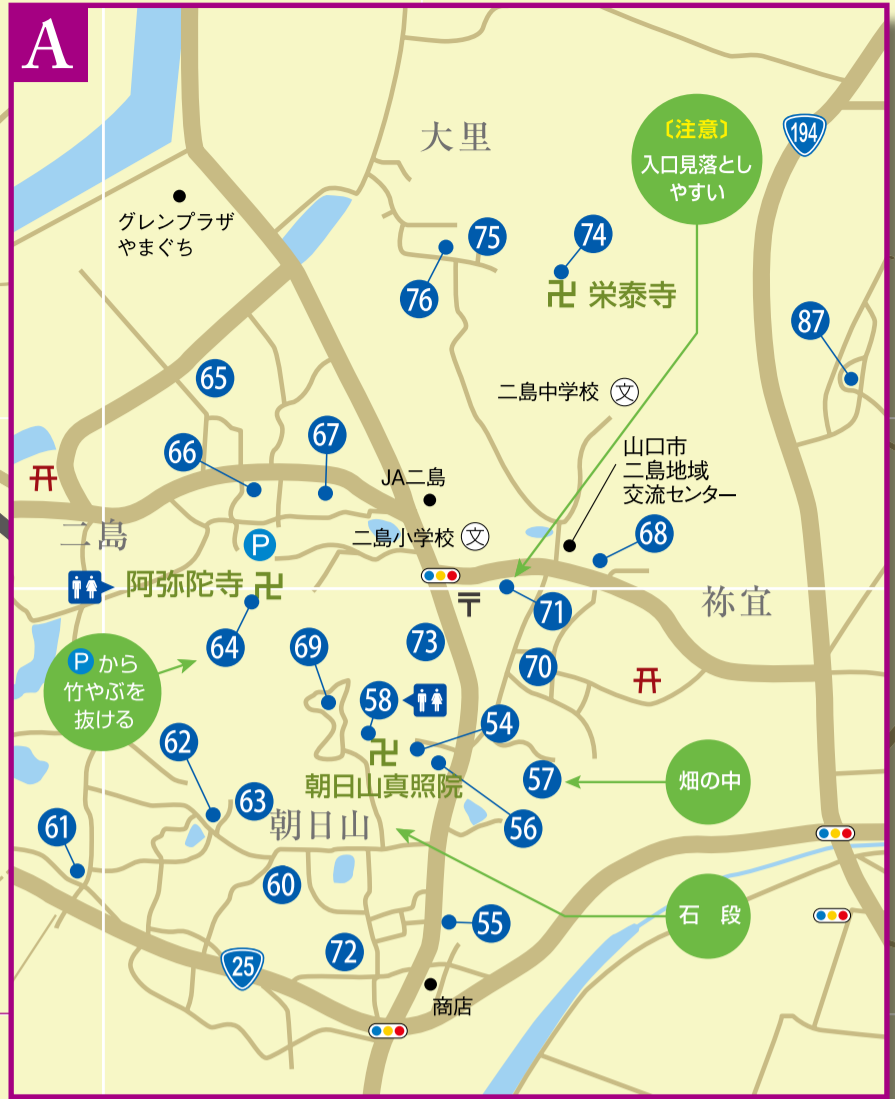 A
大里
194
〔注意〕
入口見落とし
やすい
グレンプラザ
やまぐち
75
74
76
卍 栄泰寺
87
65
二島中学校 文
66
67
山口市
二島地域
交流センター
JA二島
二島
P
二島小学校 文
68
阿弥陀寺 卍
〒
71
祢宜
64
69
73
70
Pから
竹やぶを
抜ける
58
54
62
卍
朝日山真照院
57
畑の中
63
朝日山
56
61
60
石 段
55
72
25
商店